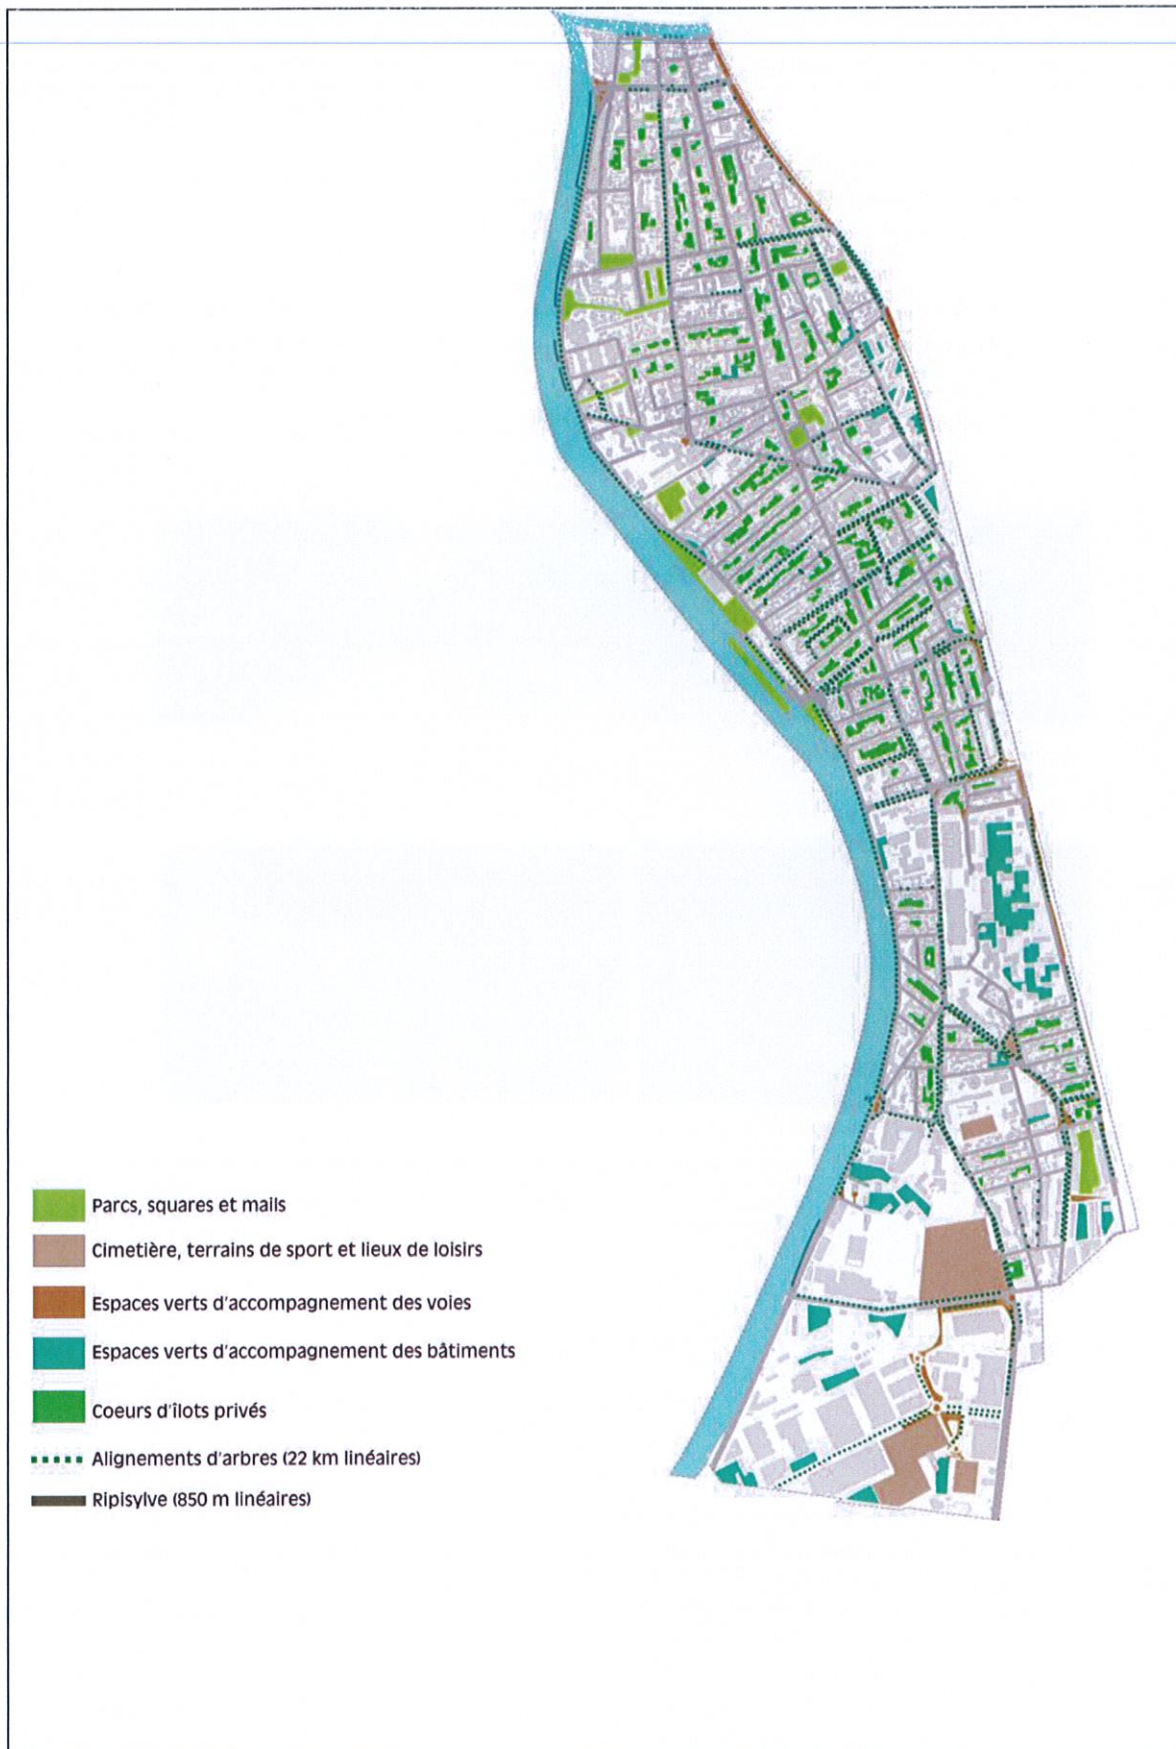 Parcs, squares et mails
Cimetière, terrains de sport et lieux de loisirs
Espaces verts d'accompagnement des voies
Espaces verts d'accompagnement des bâtiments
Coeurs d'îlots privés
Alignements d'arbres (22 km linéaires)
Ripisylve (850 m linéaires)